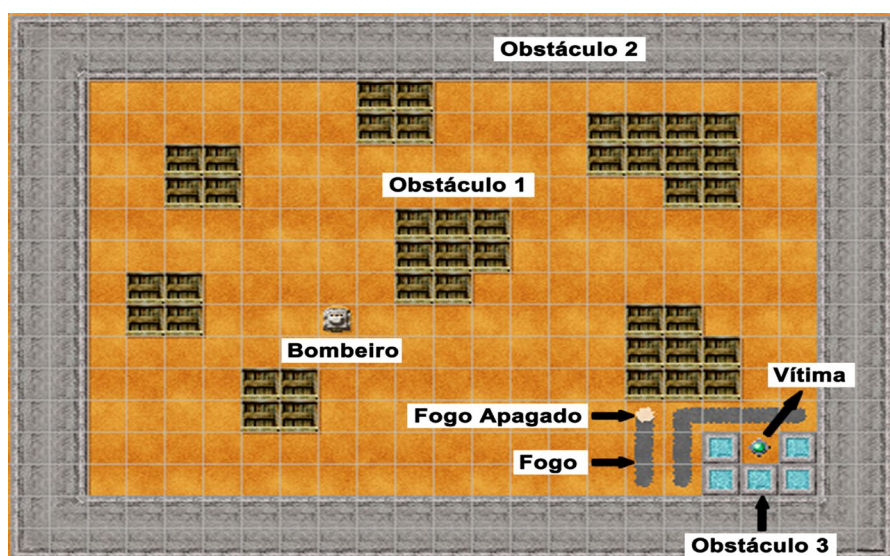 Obstáculo 2
Obstáculo 1
Bombeiro
Vítima
Fogo Apagado
Fogo
Obstáculo 3